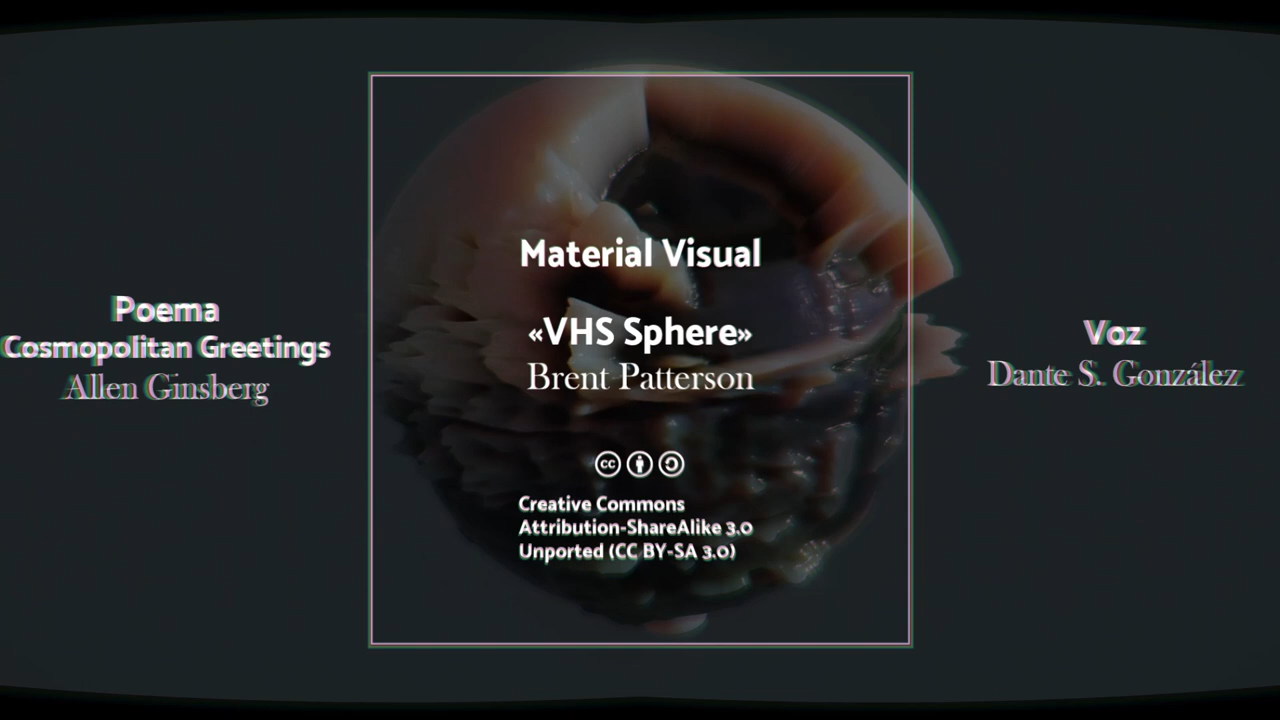 Poema
Cosmopolitan Greetings
Allen Ginsberg
Material Visual
«VHS Sphere»
Brent Patterson
cc
Creative Commons
Attribution-ShareAlike 3.0
Unported (CC BY-SA 3.0)
Voz
Dante S. González